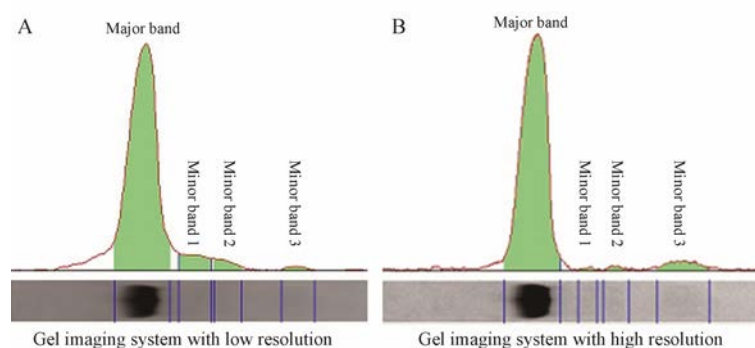 A
Major band
Minor band 1
Minor band 2
Minor band 3
Gel imaging system with low resolution
B
Major band
Minor band 1
Minor band 2
Minor band 3
Gel imaging system with high resolution